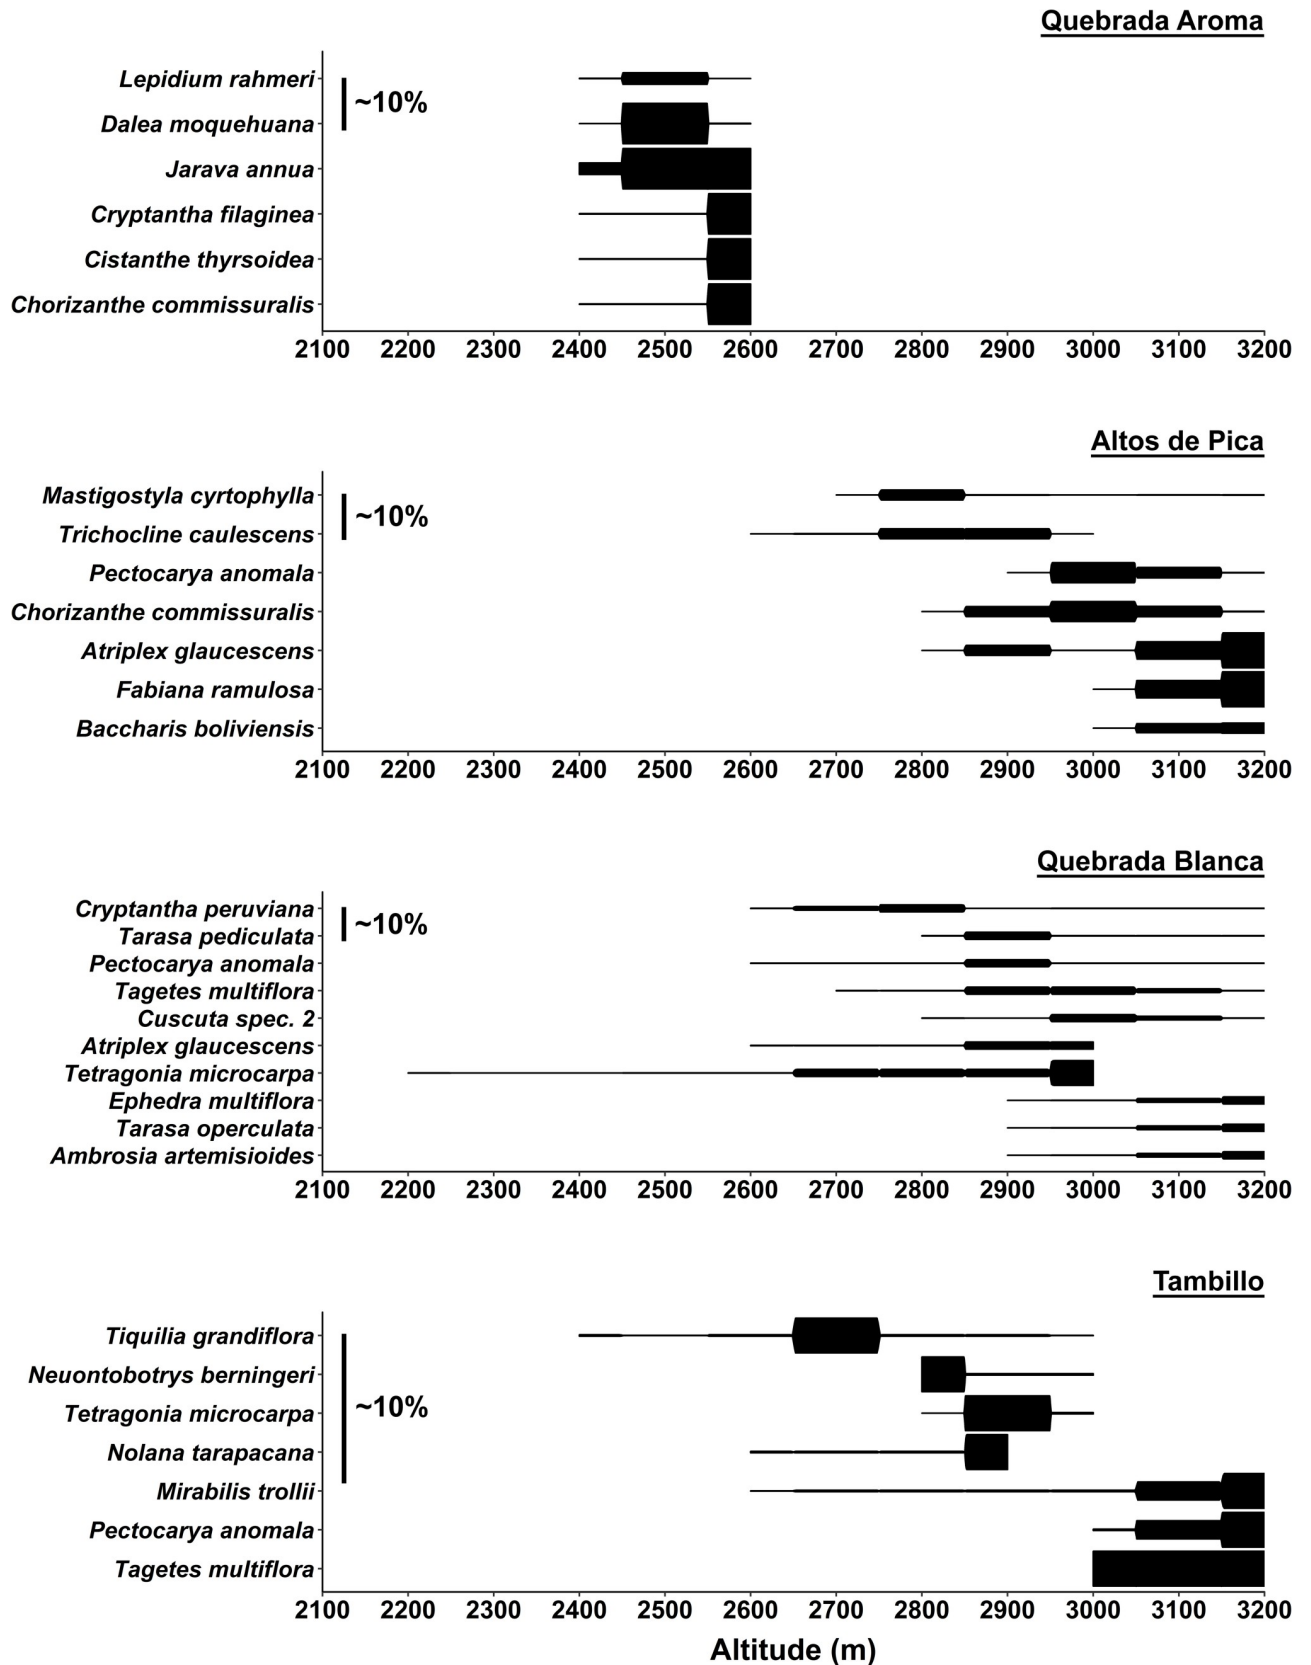 Quebrada Aroma
Lepidium rahmeri
~10%
Dalea moquehuana
Jarava annua
Cryptantha filaginea
Cistanthe thyrsoidea
Chorizanthe commissuralis
2100 2200 2300 2400 2500 2600 2700 2800 2900 3000 3100 3200
Altos de Pica
Mastigostyla cyrtophylla
~10%
Trichocline caulescens
Pectocarya anomala
Chorizanthe commissuralis
Atriplex glaucescens
Fabiana ramulosa
Baccharis boliviensis
2100 2200 2300 2400 2500 2600 2700 2800 2900 3000 3100 3200
Quebrada Blanca
Cryptantha peruviana
~10%
Tarasa pediculata
Pectocarya anomala
Tagetes multiflora
Cuscuta spec. 2
Atriplex glaucescens
Tetragonia microcarpa
Ephedra multiflora
Tarasa operculata
Ambrosia artemisioides
2100 2200 2300 2400 2500 2600 2700 2800 2900 3000 3100 3200
Tambillo
Tiquilia grandiflora
Neuontobotrys berningeri
~10%
Tetragonia microcarpa
Nolana tarapacana
Mirabilis trollii
Pectocarya anomala
Tagetes multiflora
2100 2200 2300 2400 2500 2600 2700 2800 2900 3000 3100 3200
Altitude (m)